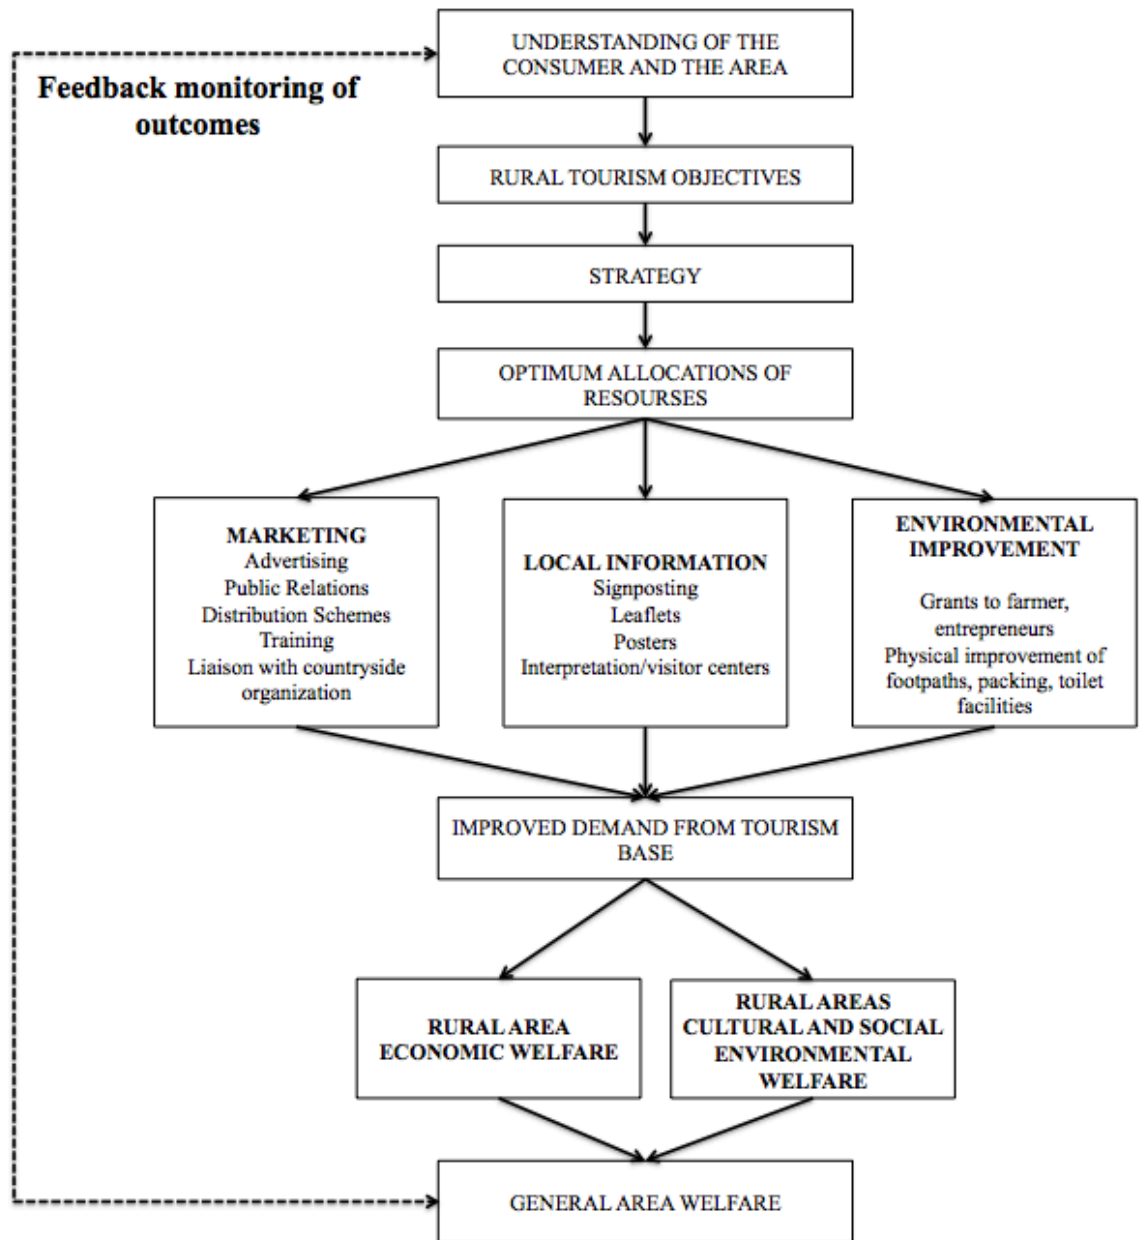 UNDERSTANDING OF THE
CONSUMER AND THE AREA
Feedback monitoring of
outcomes
RURAL TOURISM OBJECTIVES
STRATEGY
OPTIMUM ALLOCATIONS OF
RESOURSES
MARKETING
Advertising
Public Relations
Distribution Schemes
Training
Liaison with countryside
organization
LOCAL INFORMATION
Signposting
Leaflets
Posters
Interpretation/visitor centers
ENVIRONMENTAL
IMPROVEMENT
Grants to farmer,
entrepreneurs
Physical improvement of
footpaths, packing, toilet
facilities
IMPROVED DEMAND FROM TOURISM
BASE
RURAL AREA
ECONOMIC WELFARE
RURAL AREAS
CULTURAL AND SOCIAL
ENVIRONMENTAL
WELFARE
GENERAL AREA WELFARE